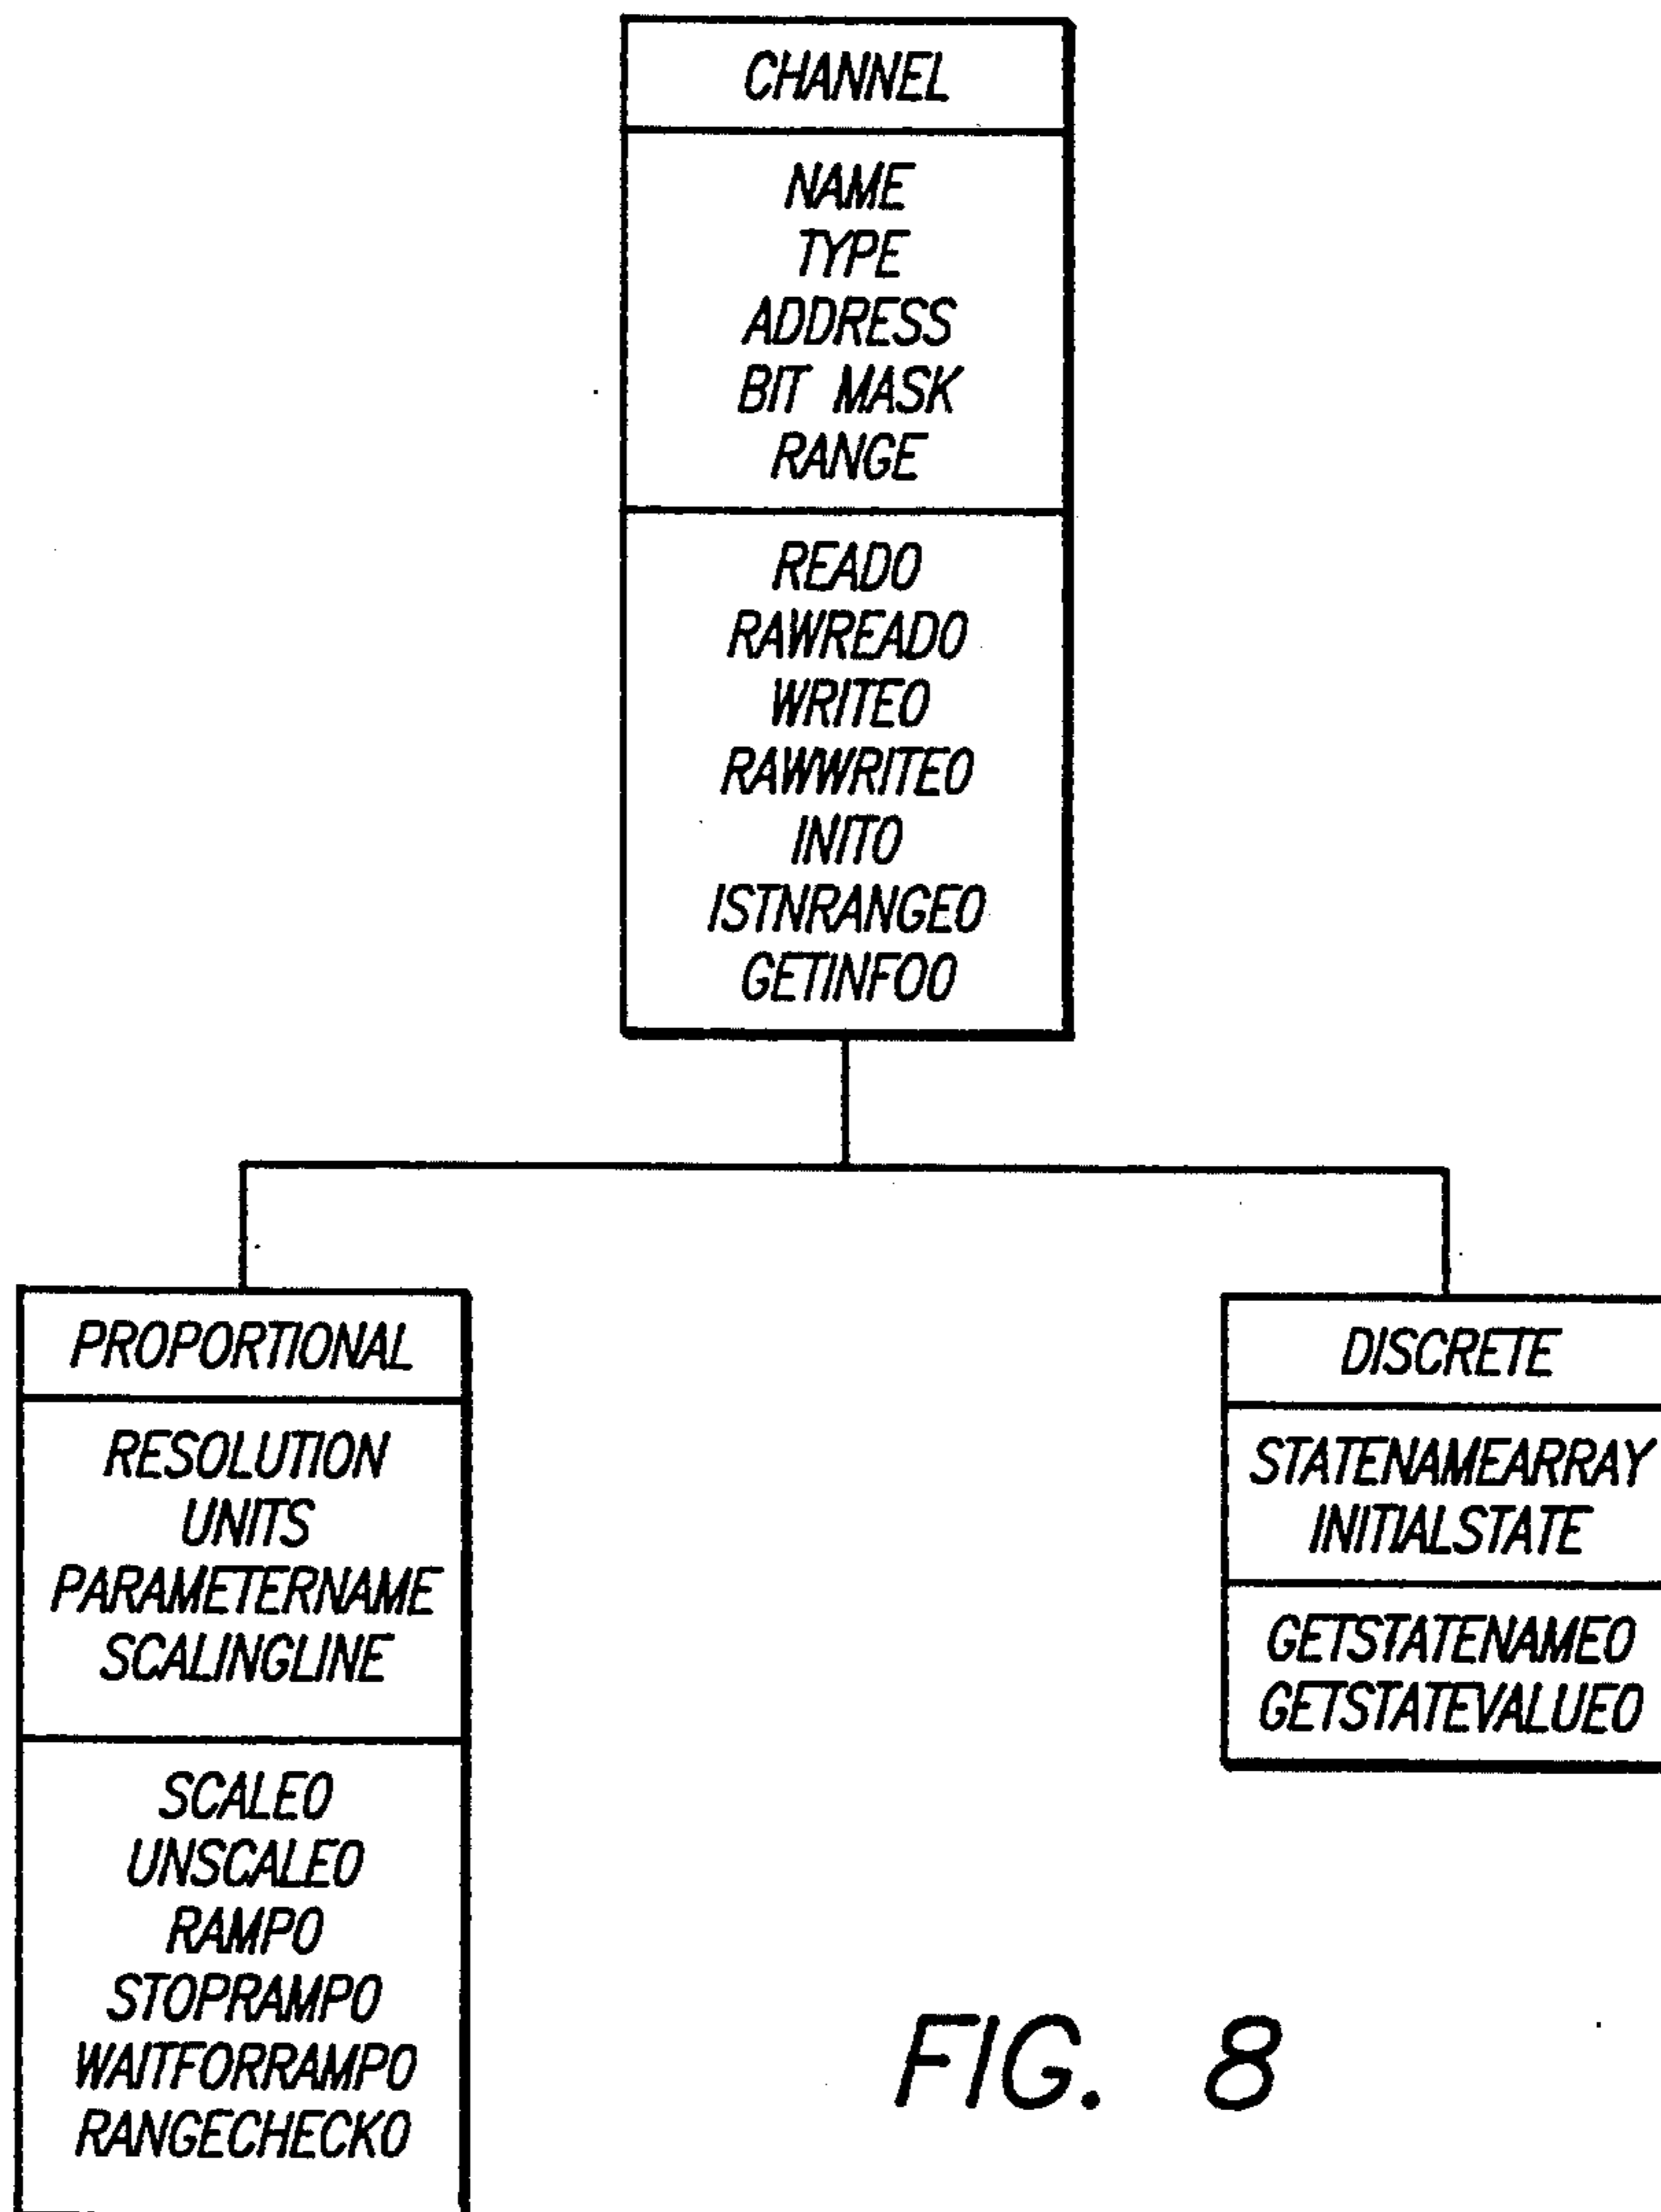 CHANNEL
NAME
TYPE
ADDRESS
BIT MASK
RANGE
READ0
RAWREAD0
WRITE0
RAWWRITE0
INIT0
ISTNRANGE0
GETINFO0
PROPORTIONAL
RESOLUTION
UNITS
PARAMETERNAME
SCALINGLINE
SCALE0
UNSCALE0
RAMP0
STOPRAMP0
WAITFORRAMP0
RANGECHECK0
DISCRETE
STATENAMEARRAY
INITIALSTATE
GETSTATENAME0
GETSTATEVALUE0
FIG. 8